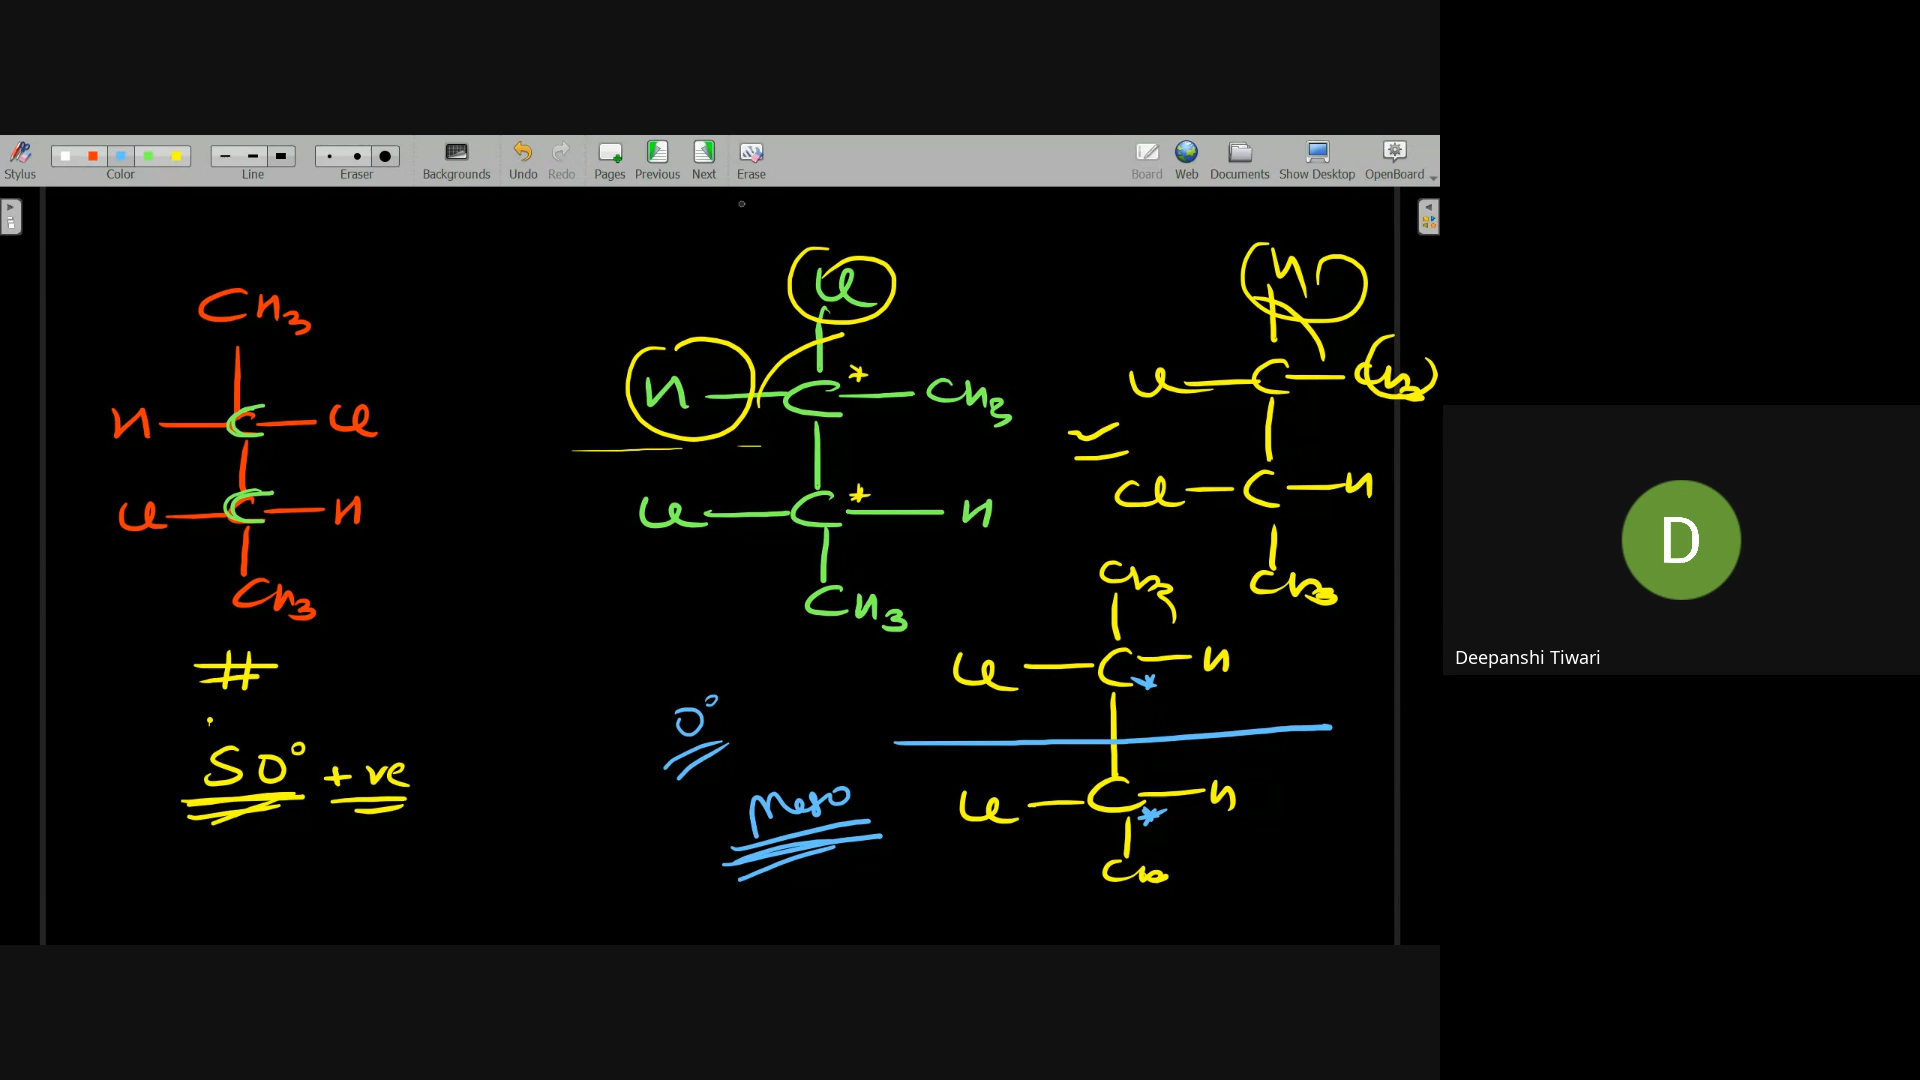 Stylus Color Line Eraser Backgrounds Undo Redo Pages Previous Next Erase Board Web Documents Show Desktop OpenBoard
CH3
H C Cl
Cl C H
CH3
#
50° +ve
Cl
H C * CH3
Cl C * H
CH3
H
Cl C CH3
Cl C H
CH3
CH3
Cl C * H
Cl C * H
0°
Meso
D
Deepanshi Tiwari